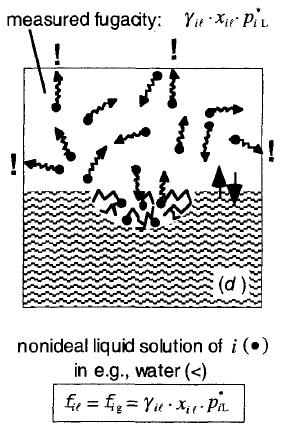 measured fugacity: γiℓ · xiℓ · p*iL
!
!
!
!
(d)
nonideal liquid solution of i (•)
in e.g., water (<)
fiℓ = fig = γiℓ · xiℓ · p*iL